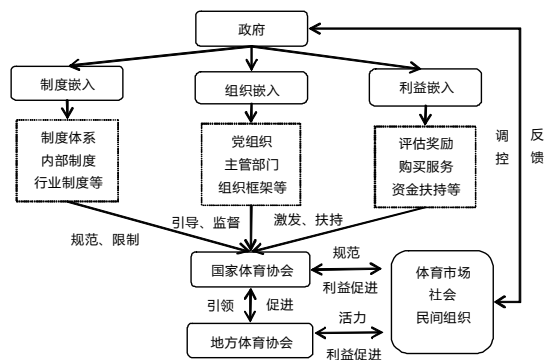 政府
制度嵌入
组织嵌入
利益嵌入
制度体系
内部制度
行业制度等
党组织
主管部门
组织框架等
评估奖励
购买服务
资金扶持等
调控
反馈
规范、限制
引导、监督
激发、扶持
国家体育协会
规范
利益促进
体育市场
社会
民间组织
引领
促进
地方体育协会
活力
利益促进